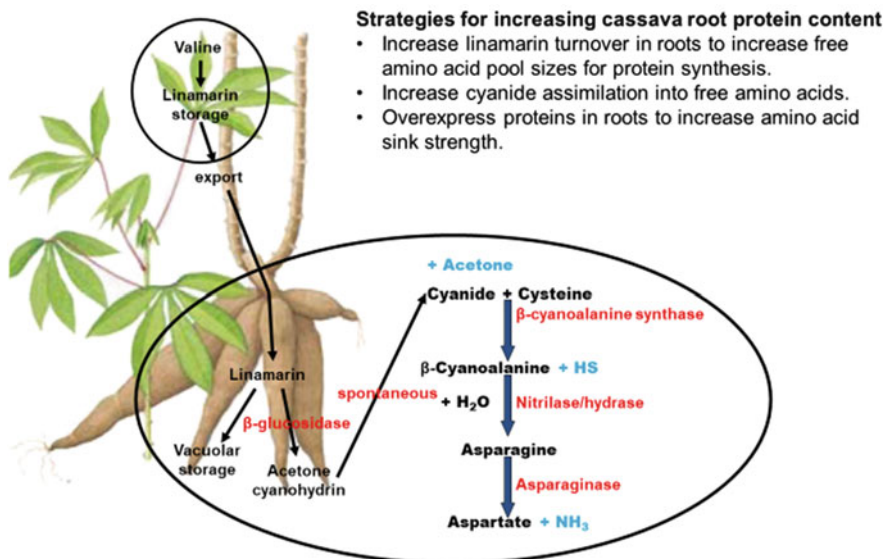 Strategies for increasing cassava root protein content
• Increase linamarin turnover in roots to increase free
amino acid pool sizes for protein synthesis.
• Increase cyanide assimilation into free amino acids.
• Overexpress proteins in roots to increase amino acid
sink strength.
Valine
Linamarin
storage
export
Linamarin
β-glucosidase
Vacuolar
storage
Acetone
cyanohydrin
spontaneous
+ Acetone
Cyanide + Cysteine
β-cyanoalanine synthase
β-Cyanoalanine + HS
+ H₂O Nitrilase/hydrase
Asparagine
Asparaginase
Aspartate + NH₃